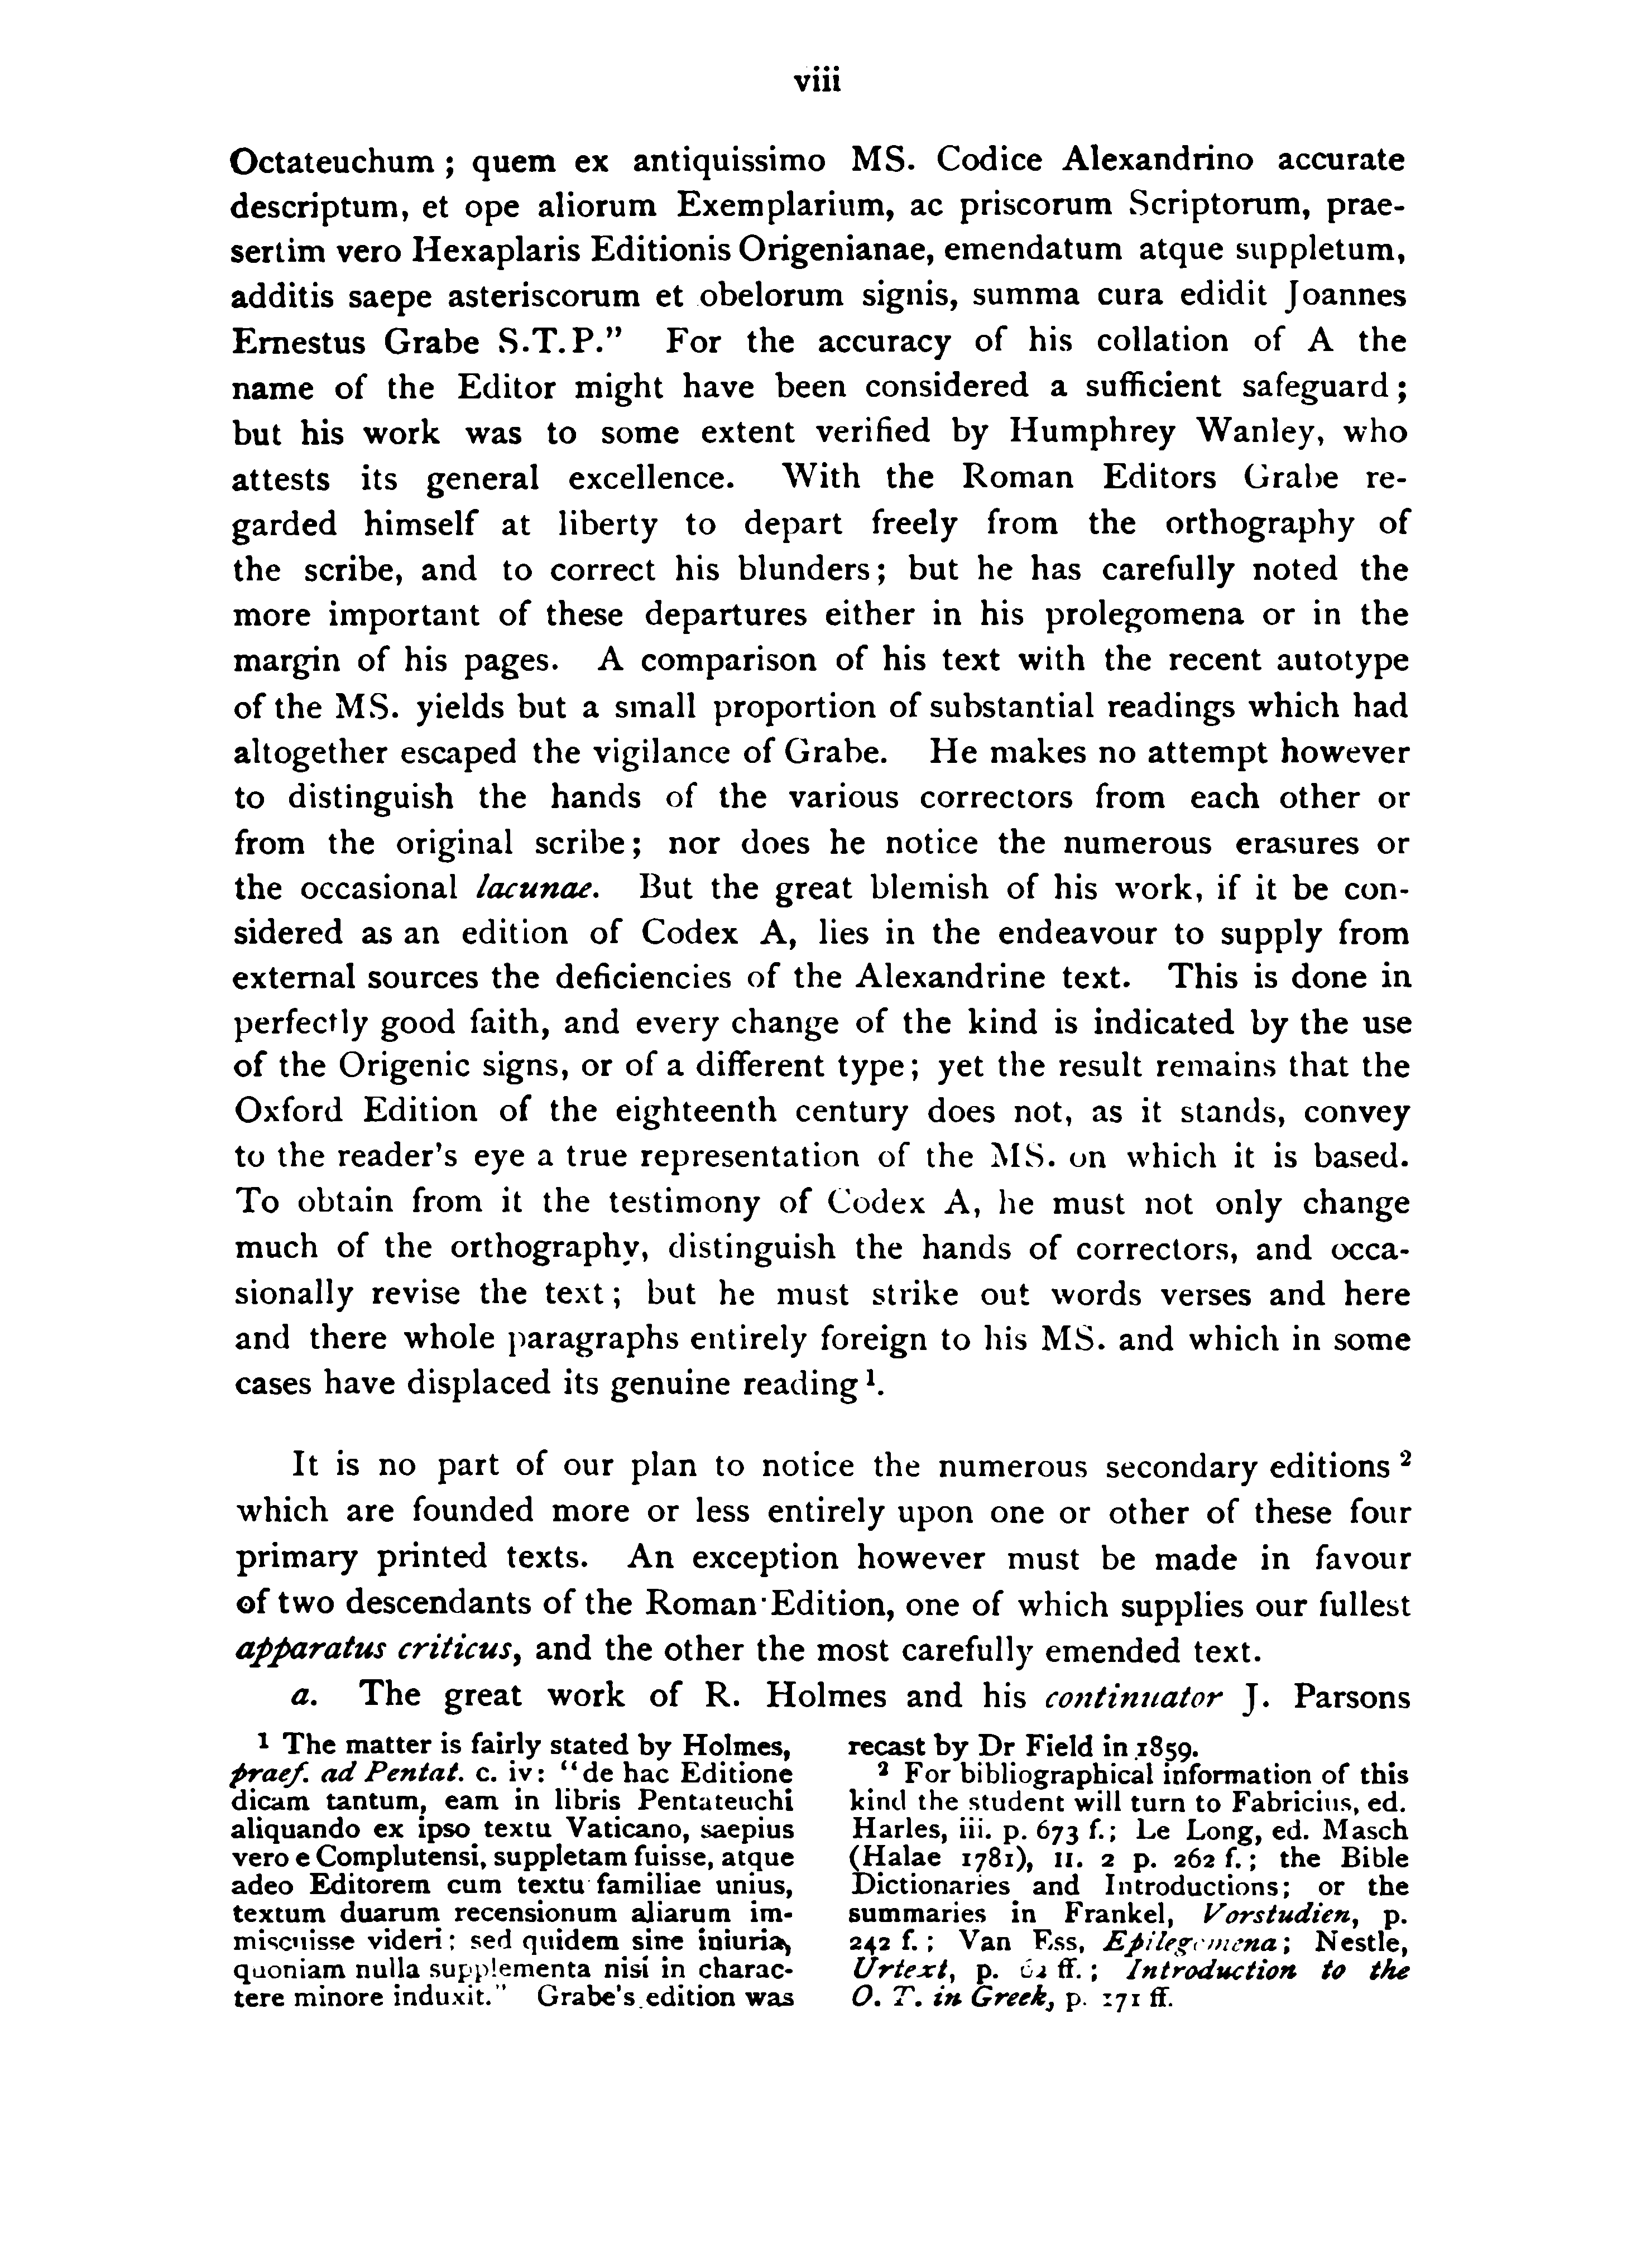 viii
Octateuchum ; quem ex antiquissimo MS. Codice Alexandrino accurate
descriptum, et ope aliorum Exemplarium, ac priscorum Scriptorum, prae-
sertim vero Hexaplaris Editionis Origenianae, emendatum atque suppletum,
additis saepe asteriscorum et obelorum signis, summa cura edidit Joannes
Ernestus Grabe S.T.P.” For the accuracy of his collation of A the
name of the Editor might have been considered a sufficient safeguard ;
but his work was to some extent verified by Humphrey Wanley, who
attests its general excellence. With the Roman Editors Grabe re-
garded himself at liberty to depart freely from the orthography of
the scribe, and to correct his blunders; but he has carefully noted the
more important of these departures either in his prolegomena or in the
margin of his pages. A comparison of his text with the recent autotype
of the MS. yields but a small proportion of substantial readings which had
altogether escaped the vigilance of Grabe. He makes no attempt however
to distinguish the hands of the various correctors from each other or
from the original scribe; nor does he notice the numerous erasures or
the occasional lacunae. But the great blemish of his work, if it be con-
sidered as an edition of Codex A, lies in the endeavour to supply from
external sources the deficiencies of the Alexandrine text. This is done in
perfectly good faith, and every change of the kind is indicated by the use
of the Origenic signs, or of a different type; yet the result remains that the
Oxford Edition of the eighteenth century does not, as it stands, convey
to the reader's eye a true representation of the MS. on which it is based.
To obtain from it the testimony of Codex A, he must not only change
much of the orthography, distinguish the hands of correctors, and occa-
sionally revise the text; but he must strike out words verses and here
and there whole paragraphs entirely foreign to his MS. and which in some
cases have displaced its genuine reading¹.
It is no part of our plan to notice the numerous secondary editions²
which are founded more or less entirely upon one or other of these four
primary printed texts. An exception however must be made in favour
of two descendants of the Roman Edition, one of which supplies our fullest
apparatus criticus, and the other the most carefully emended text.
a. The great work of R. Holmes and his continuator J. Parsons
¹ The matter is fairly stated by Holmes,
praef. ad Pentat. c. iv: “de hac Editione
dicam tantum, eam in libris Pentateuchi
aliquando ex ipso textu Vaticano, saepius
vero e Complutensi, suppletam fuisse, atque
adeo Editorem cum textu familiae unius,
textum duarum recensionum aliarum im-
miscuisse videri; sed quidem sine iniuria,
quoniam nulla supplementa nisi in charac-
tere minore induxit.” Grabe's edition was
recast by Dr Field in 1859.
² For bibliographical information of this
kind the student will turn to Fabricius, ed.
Harles, iii. p. 673 f.; Le Long, ed. Masch
(Halae 1781), II. 2 p. 262 f.; the Bible
Dictionaries and Introductions; or the
summaries in Frankel, Vorstudien, p.
242 f.; Van Ess, Epilegomena; Nestle,
Urtext, p. ff.; Introduction to the
O. T. in Greek, p. 171 ff.